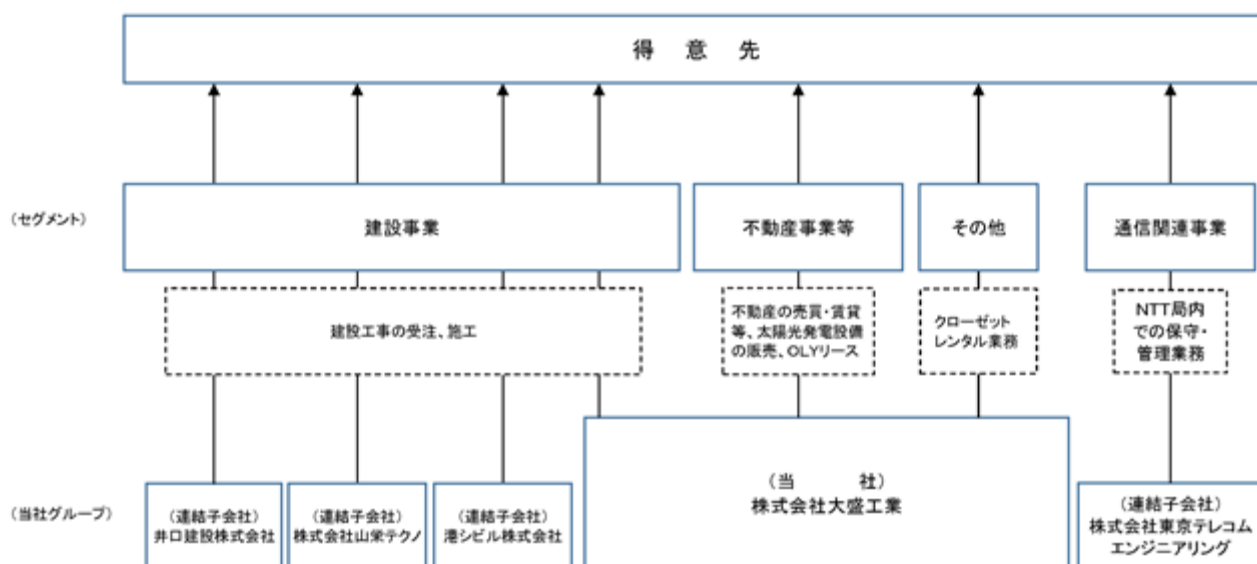 得 意 先
(セグメント)
建設事業
不動産事業等
その他
通信関連事業
建設工事の受注、施工
不動産の売買・賃貸
等、太陽光発電設備
の販売、OLYリース
クローゼット
レンタル業務
NTT局内
での保守・
管理業務
(当社グループ)
(連結子会社)
井口建設株式会社
(連結子会社)
株式会社山栄テクノ
(連結子会社)
港シビル株式会社
(当 社)
株式会社大盛工業
(連結子会社)
株式会社東京テレコム
エンジニアリング